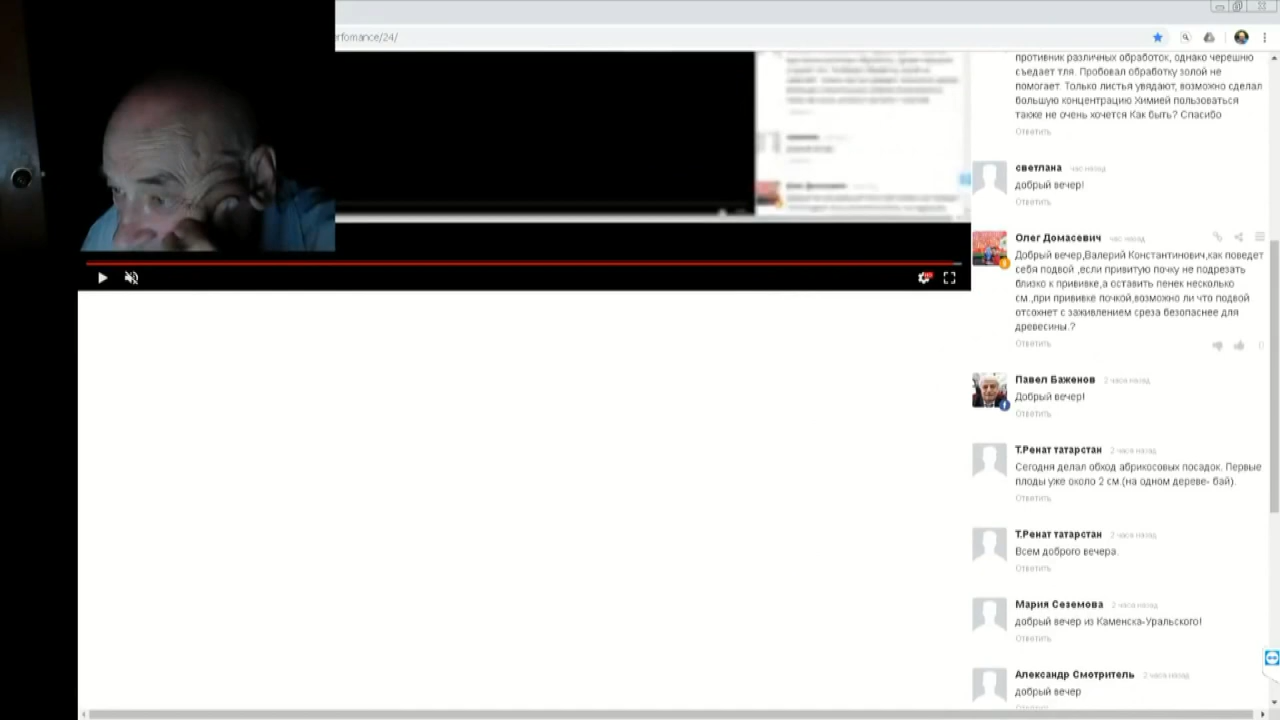 rfomance/24/
противник различных обработок, однако черешню
съедает тля. Пробовал обработку золой не
помогает. Только листья увядают, возможно сделал
большую концентрацию Химией пользоваться
также не очень хочется Как быть? Спасибо
Ответить
светлана час назад
добрый вечер!
Ответить
Олег Домасевич час назад
Добрый вечер,Валерий Константинович,как поведет
себя подвой ,если привитую почку не подрезать
близко к прививке,а оставить пенек несколько
см.,при прививке почкой,возможно ли что подвой
отсохнет с заживлением среза безопаснее для
древесины.?
Ответить
0
Павел Баженов 2 часа назад
Добрый вечер!
Ответить
Т.Ренат татарстан 2 часа назад
Сегодня делал обход абрикосовых посадок. Первые
плоды уже около 2 см.(на одном дереве- бай).
Ответить
Т.Ренат татарстан 2 часа назад
Всем доброго вечера.
Ответить
Мария Сеземова 2 часа назад
добрый вечер из Каменска-Уральского!
Ответить
Александр Смотритель 2 часа назад
добрый вечер